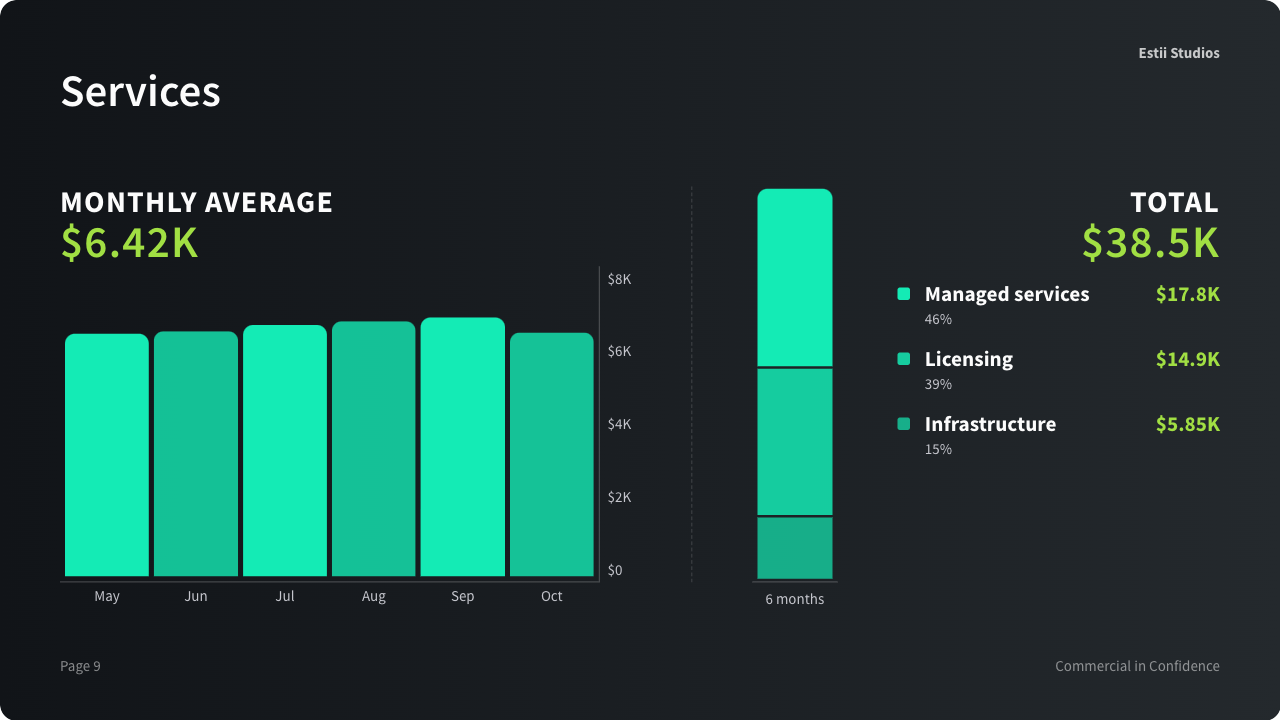 Estii Studios
Services
MONTHLY AVERAGE
$6.42K
$8K
$6K
$4K
$2K
$0
May Jun Jul Aug Sep Oct
6 months
TOTAL
$38.5K
Managed services $17.8K
46%
Licensing $14.9K
39%
Infrastructure $5.85K
15%
Page 9
Commercial in Confidence